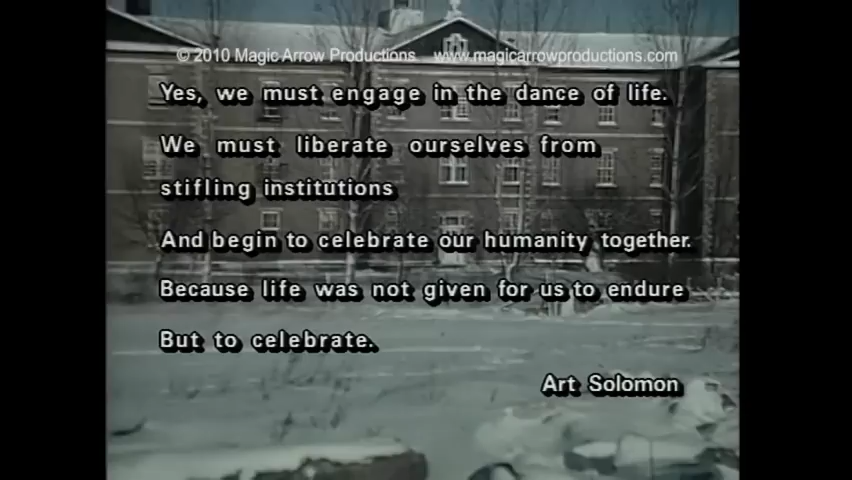 © 2010 Magic Arrow Productions www.magicarrowproductions.com
Yes, we must engage in the dance of life.
We must liberate ourselves from
stifling institutions
And begin to celebrate our humanity together.
Because life was not given for us to endure
But to celebrate.
Art Solomon